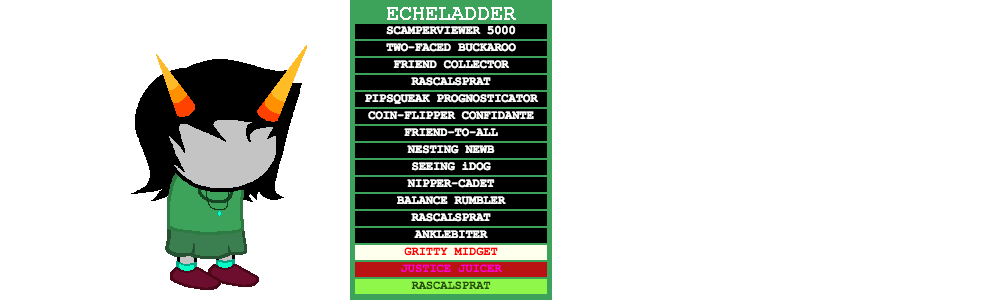 ECHELADDER
SCAMPERVIEWER 5000
TWO-FACED BUCKAROO
FRIEND COLLECTOR
RASCALSPRAT
PIPSQUEAK PROGNOSTICATOR
COIN-FLIPPER CONFIDANTE
FRIEND-TO-ALL
NESTING NEWB
SEEING iDOG
NIPPER-CADET
BALANCE RUMBLER
RASCALSPRAT
ANKLEBITER
GRITTY MIDGET
JUSTICE JUICER
RASCALSPRAT